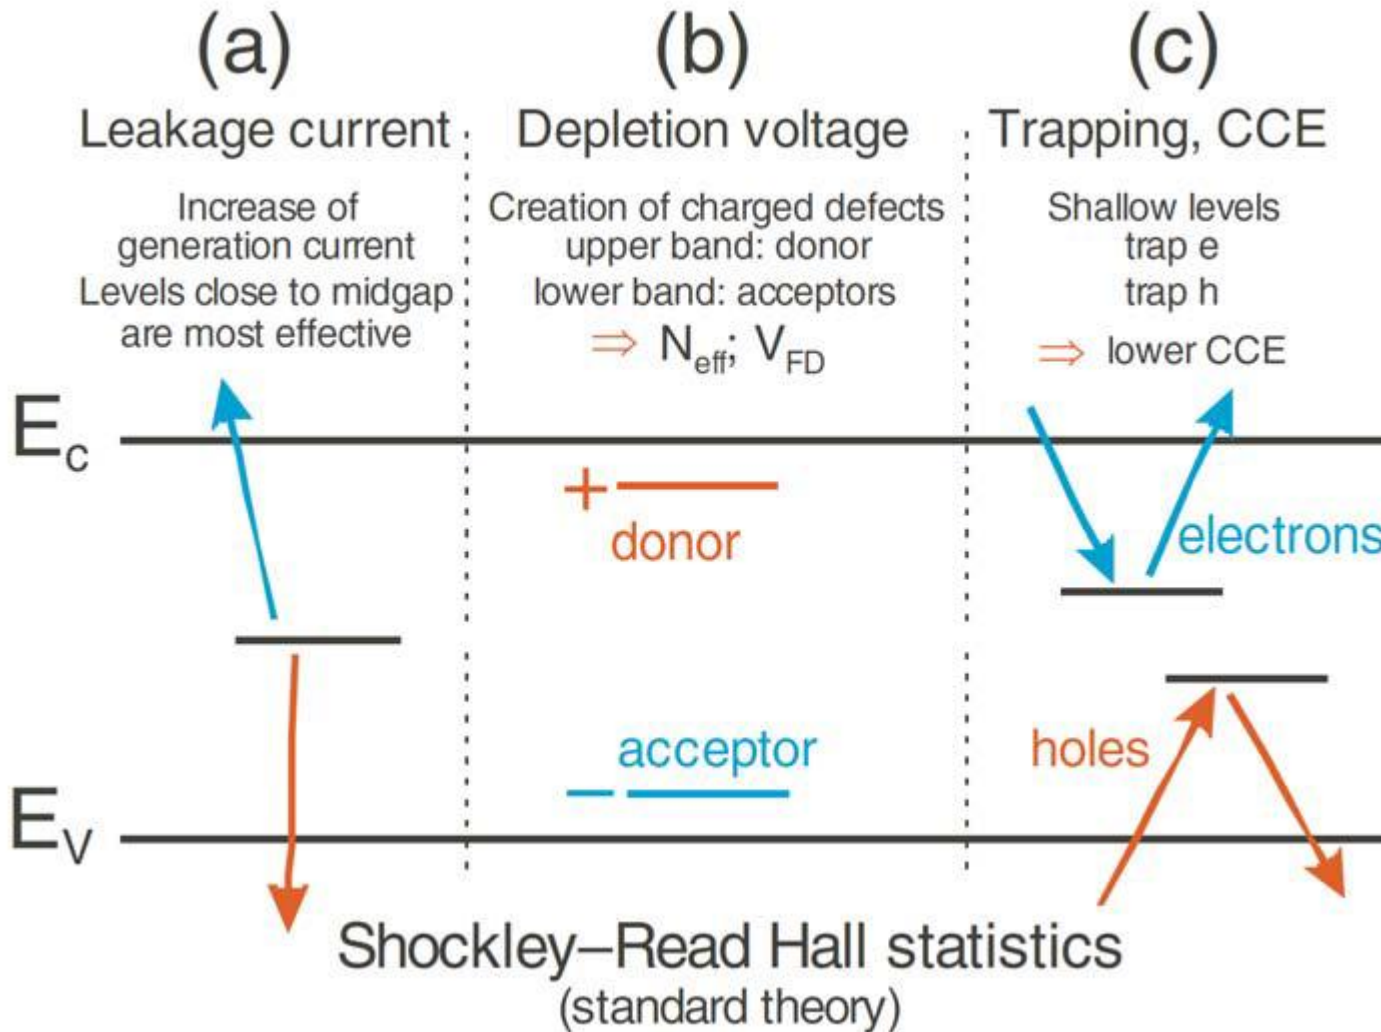 (a)
Leakage current
Increase of
generation current
Levels close to midgap
are most effective
(b)
Depletion voltage
Creation of charged defects
upper band: donor
lower band: acceptors
⇒ N_eff; V_FD
(c)
Trapping, CCE
Shallow levels
trap e
trap h
⇒ lower CCE
E_c
+
donor
electrons
acceptor
−
holes
E_V
Shockley–Read Hall statistics
(standard theory)